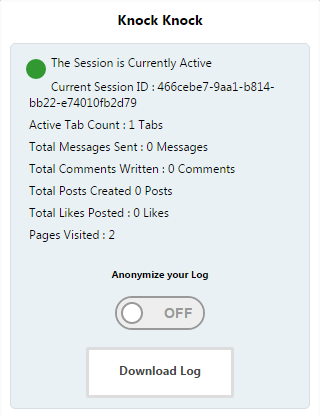 Knock Knock
The Session is Currently Active
Current Session ID : 466cebe7-9aa1-b814-
bb22-e74010fb2d79
Active Tab Count : 1 Tabs
Total Messages Sent : 0 Messages
Total Comments Written : 0 Comments
Total Posts Created 0 Posts
Total Likes Posted : 0 Likes
Pages Visited : 2
Anonymize your Log
OFF
Download Log